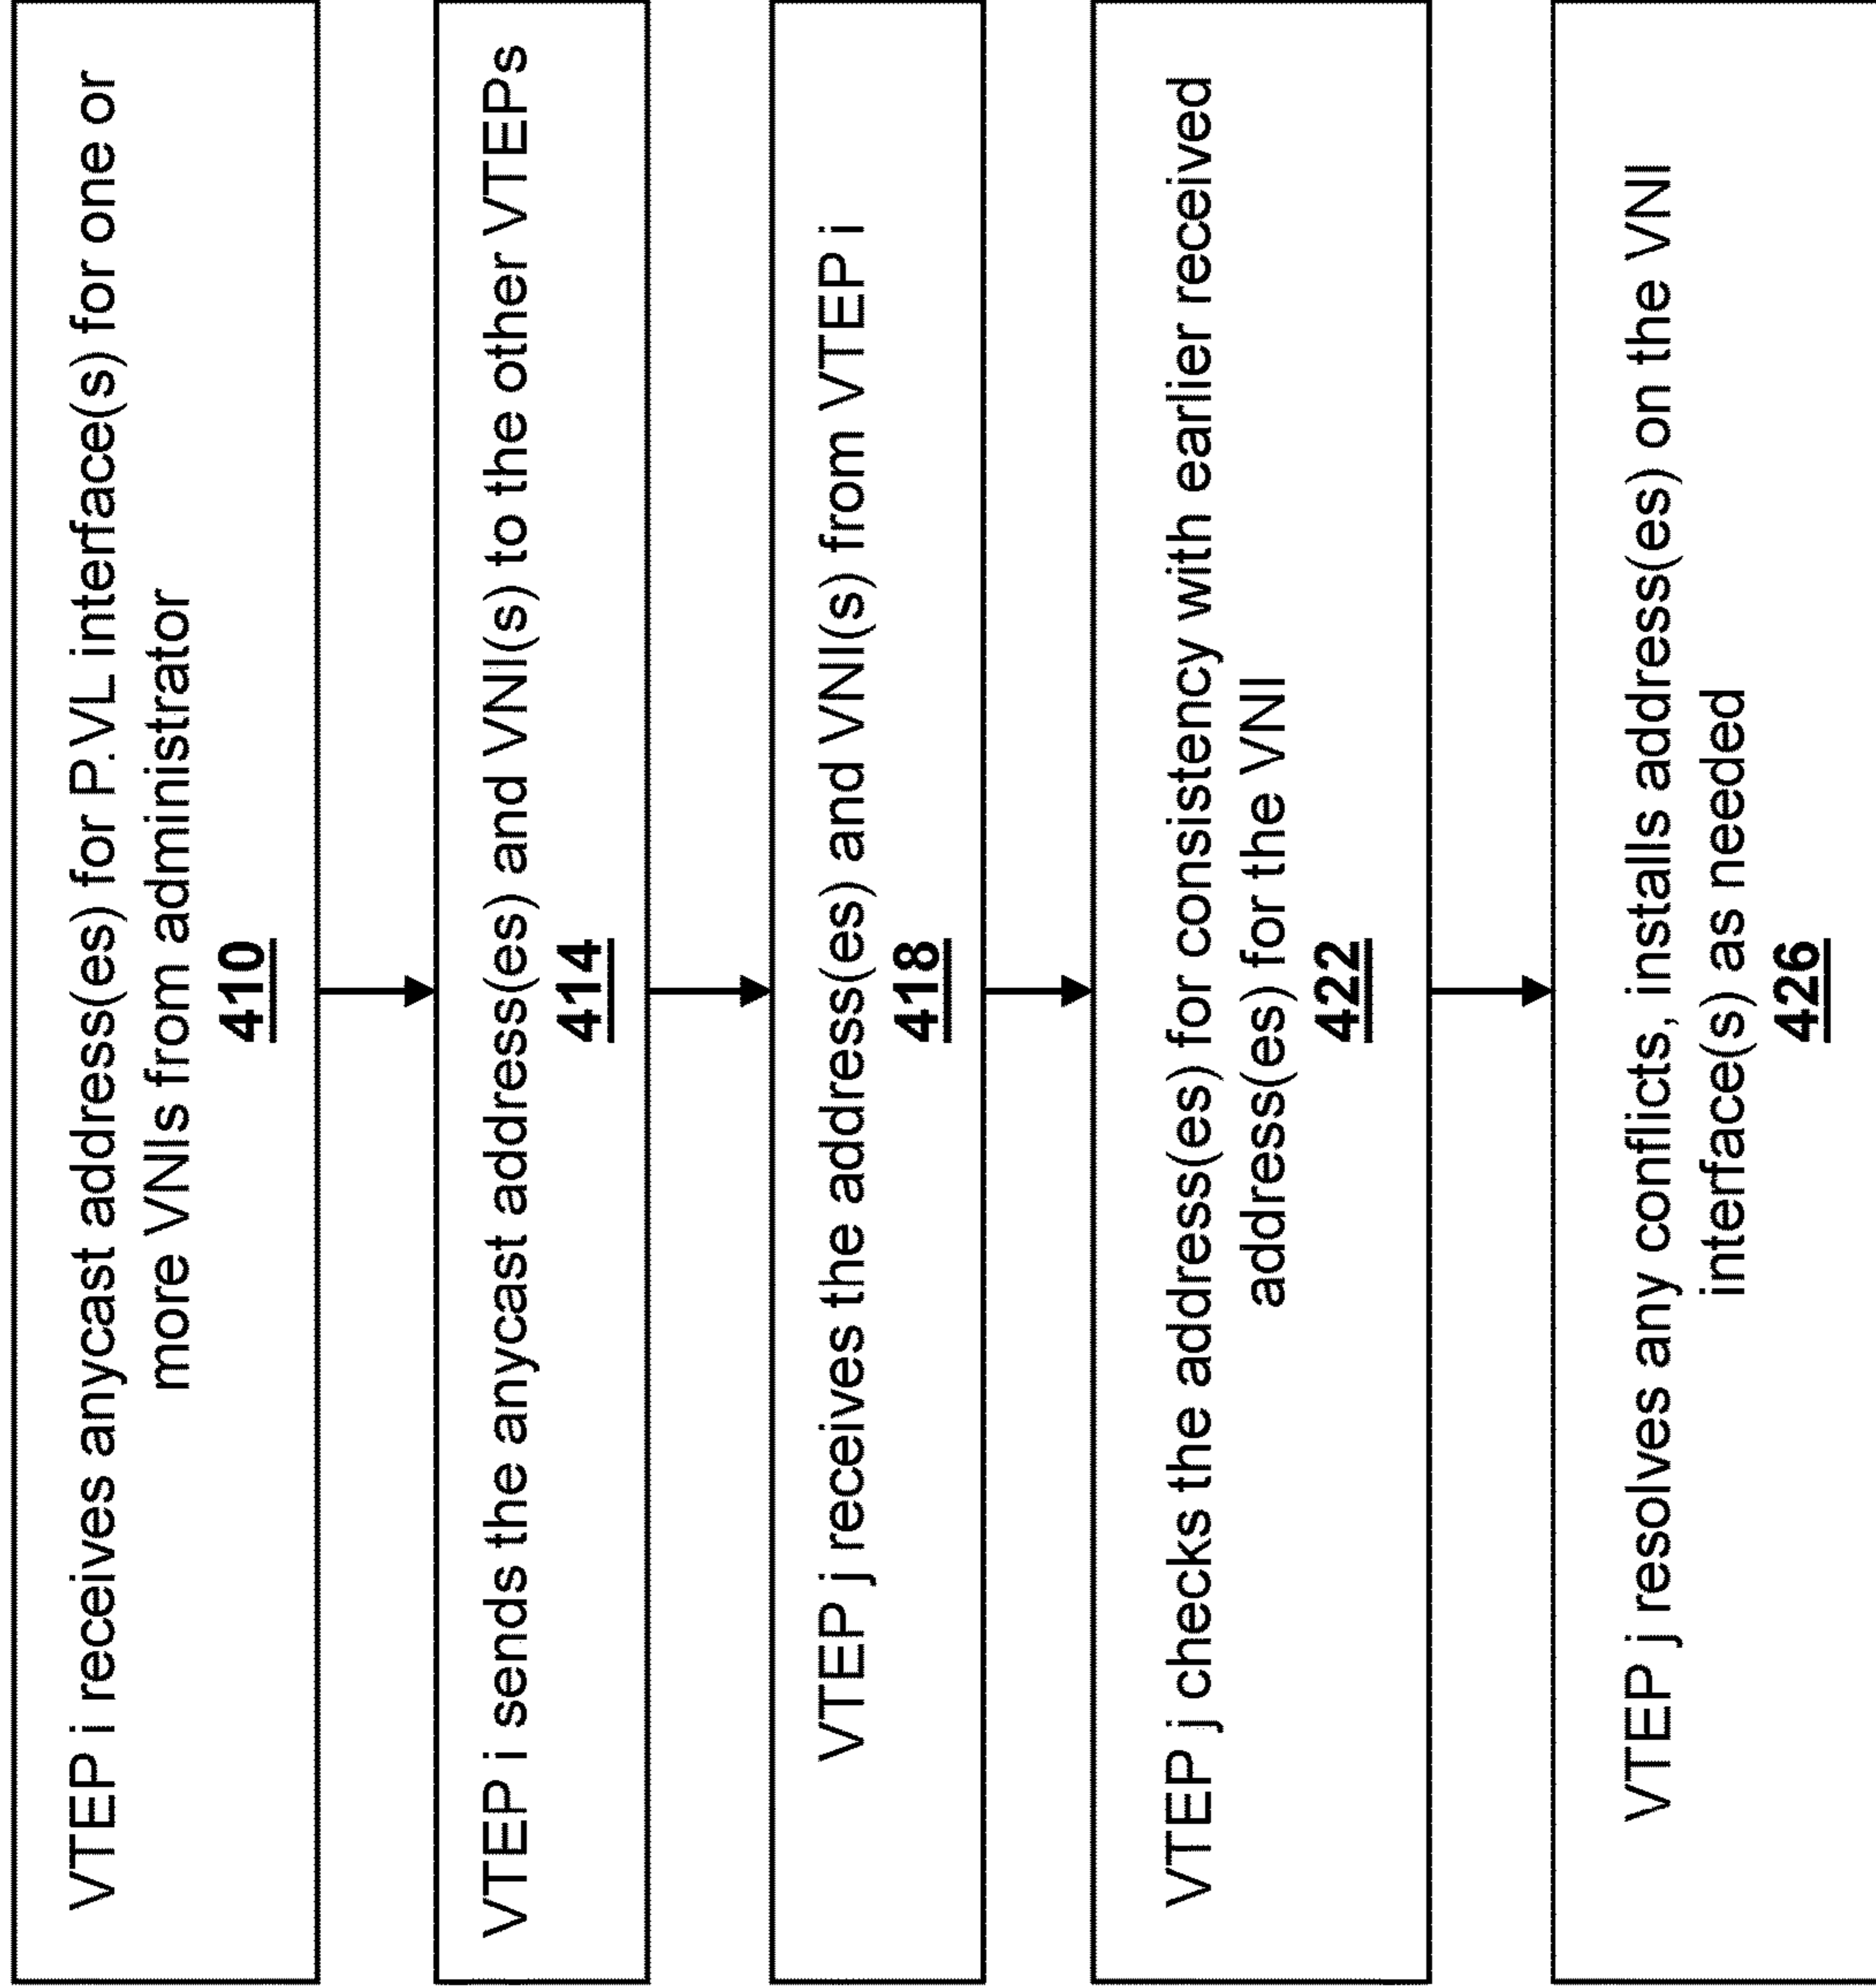 VTEP i receives anycast address(es) for P.VL interface(s) for one or
more VNIs from administrator
410
VTEP i sends the anycast address(es) and VNI(s) to the other VTEPs
414
VTEP j receives the address(es) and VNI(s) from VTEP i
418
VTEP j checks the address(es) for consistency with earlier received
address(es) for the VNI
422
VTEP j resolves any conflicts, installs address(es) on the VNI
interface(s) as needed
426